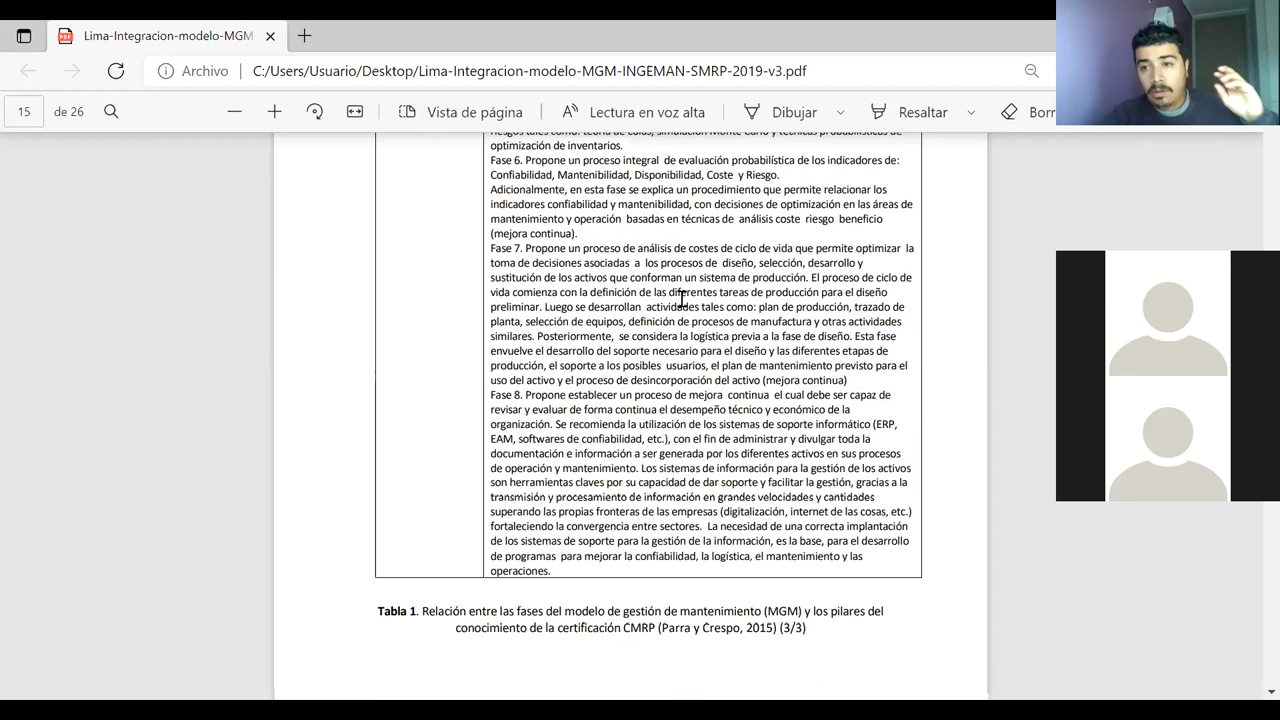 Lima-Integracion-modelo-MGM
Archivo
C:/Users/Usuario/Desktop/Lima-Integracion-modelo-MGM-INGEMAN-SMRP-2019-v3.pdf
15 de 26
Vista de página
Lectura en voz alta
Dibujar
Resaltar
Borr
riesgos tales como: teoría de colas, simulación Monte Carlo y técnicas probabilísticas de
optimización de inventarios.
Fase 6. Propone un proceso integral de evaluación probabilística de los indicadores de:
Confiabilidad, Mantenibilidad, Disponibilidad, Coste y Riesgo.
Adicionalmente, en esta fase se explica un procedimiento que permite relacionar los
indicadores confiabilidad y mantenibilidad, con decisiones de optimización en las áreas de
mantenimiento y operación basadas en técnicas de análisis coste riesgo beneficio
(mejora continua).
Fase 7. Propone un proceso de análisis de costes de ciclo de vida que permite optimizar la
toma de decisiones asociadas a los procesos de diseño, selección, desarrollo y
sustitución de los activos que conforman un sistema de producción. El proceso de ciclo de
vida comienza con la definición de las diferentes tareas de producción para el diseño
preliminar. Luego se desarrollan actividades tales como: plan de producción, trazado de
planta, selección de equipos, definición de procesos de manufactura y otras actividades
similares. Posteriormente, se considera la logística previa a la fase de diseño. Esta fase
envuelve el desarrollo del soporte necesario para el diseño y las diferentes etapas de
producción, el soporte a los posibles usuarios, el plan de mantenimiento previsto para el
uso del activo y el proceso de desincorporación del activo (mejora continua)
Fase 8. Propone establecer un proceso de mejora continua el cual debe ser capaz de
revisar y evaluar de forma continua el desempeño técnico y económico de la
organización. Se recomienda la utilización de los sistemas de soporte informático (ERP,
EAM, softwares de confiabilidad, etc.), con el fin de administrar y divulgar toda la
documentación e información a ser generada por los diferentes activos en sus procesos
de operación y mantenimiento. Los sistemas de información para la gestión de los activos
son herramientas claves por su capacidad de dar soporte y facilitar la gestión, gracias a la
transmisión y procesamiento de información en grandes velocidades y cantidades
superando las propias fronteras de las empresas (digitalización, internet de las cosas, etc.)
fortaleciendo la convergencia entre sectores. La necesidad de una correcta implantación
de los sistemas de soporte para la gestión de la información, es la base, para el desarrollo
de programas para mejorar la confiabilidad, la logística, el mantenimiento y las
operaciones.
Tabla 1. Relación entre las fases del modelo de gestión de mantenimiento (MGM) y los pilares del
conocimiento de la certificación CMRP (Parra y Crespo, 2015) (3/3)